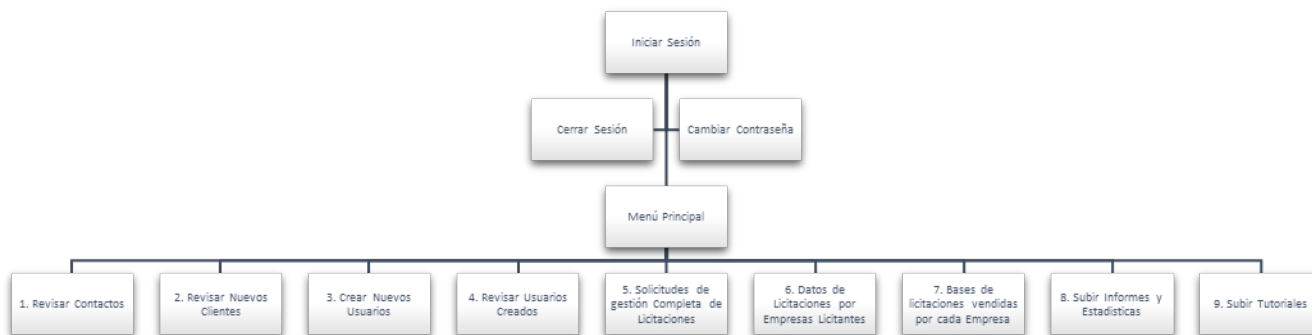 Iniciar Sesión
Cerrar Sesión
Cambiar Contraseña
Menú Principal
1. Revisar Contactos
2. Revisar Nuevos
Clientes
3. Crear Nuevos
Usuarios
4. Revisar Usuarios
Creados
5. Solicitudes de
gestión Completa de
Licitaciones
6. Datos de
Licitaciones por
Empresas Licitantes
7. Bases de
licitaciones vendidas
por cada Empresa
8. Subir Informes y
Estadisticas
9. Subir Tutoriales